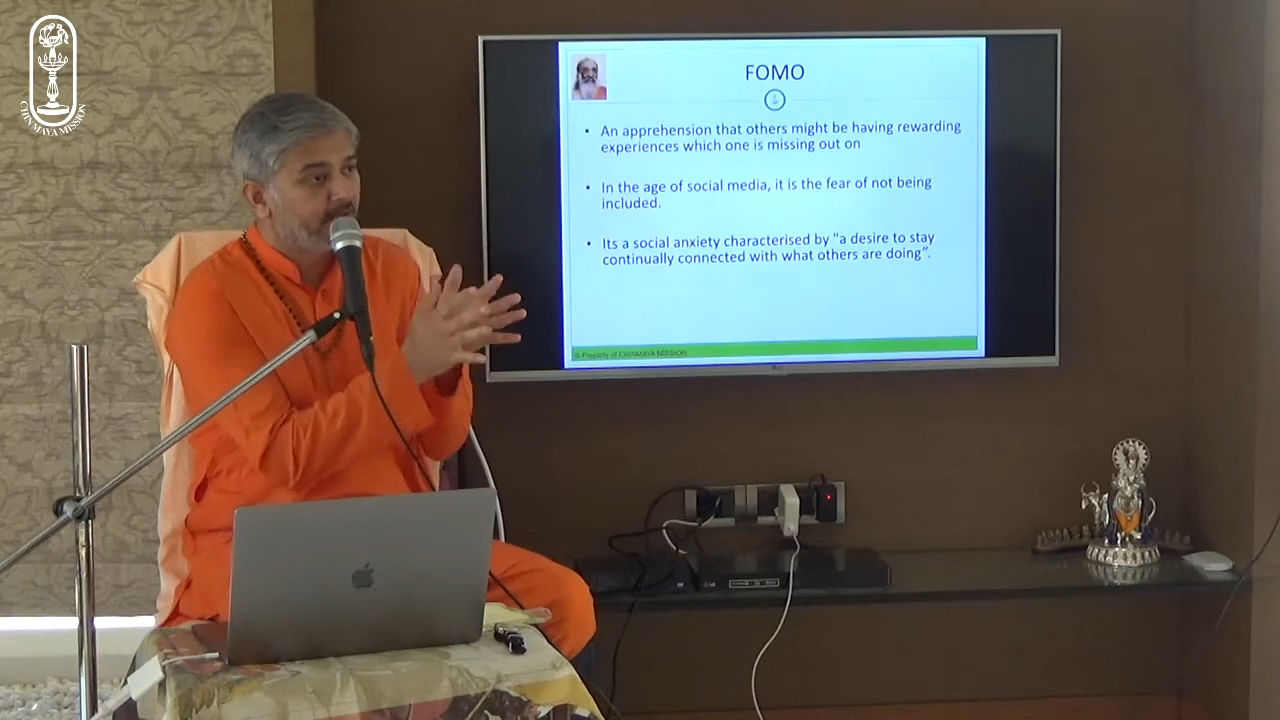 CHINMAYA MISSION
FOMO
• An apprehension that others might be having rewarding
experiences which one is missing out on
• In the age of social media, it is the fear of not being
included.
• Its a social anxiety characterised by "a desire to stay
continually connected with what others are doing".
© Property of CHINMAYA MISSION
LG